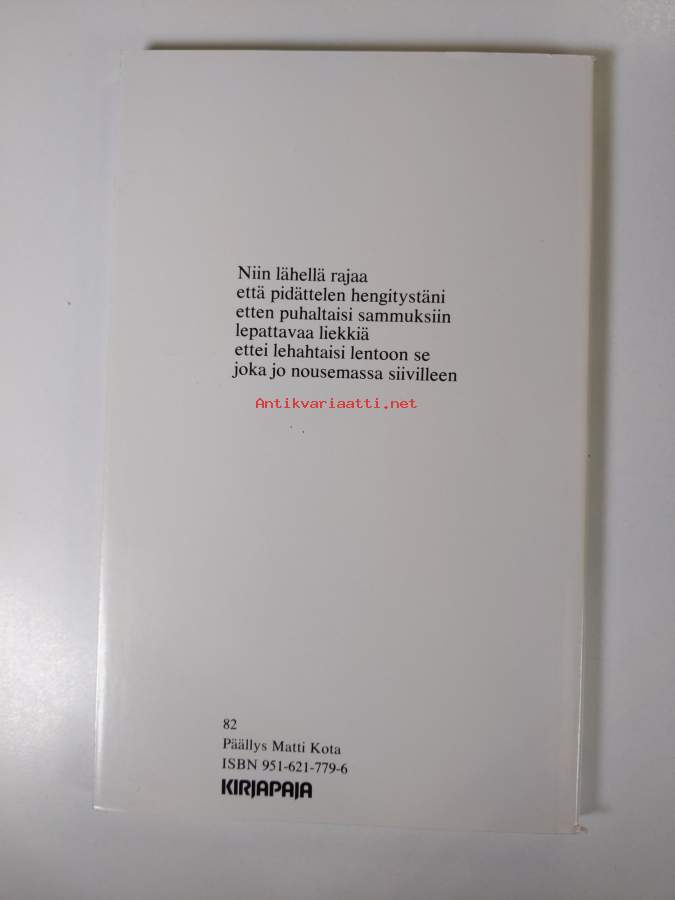 Niin lähellä rajaa
että pidättelen hengitystäni
etten puhaltaisi sammuksiin
lepattavaa liekkiä
ettei lehahtaisi lentoon se
joka jo nousemassa siivilleen
Antikvariaatti.net
82
Päällys Matti Kota
ISBN 951-621-779-6
KIRJAPAJA